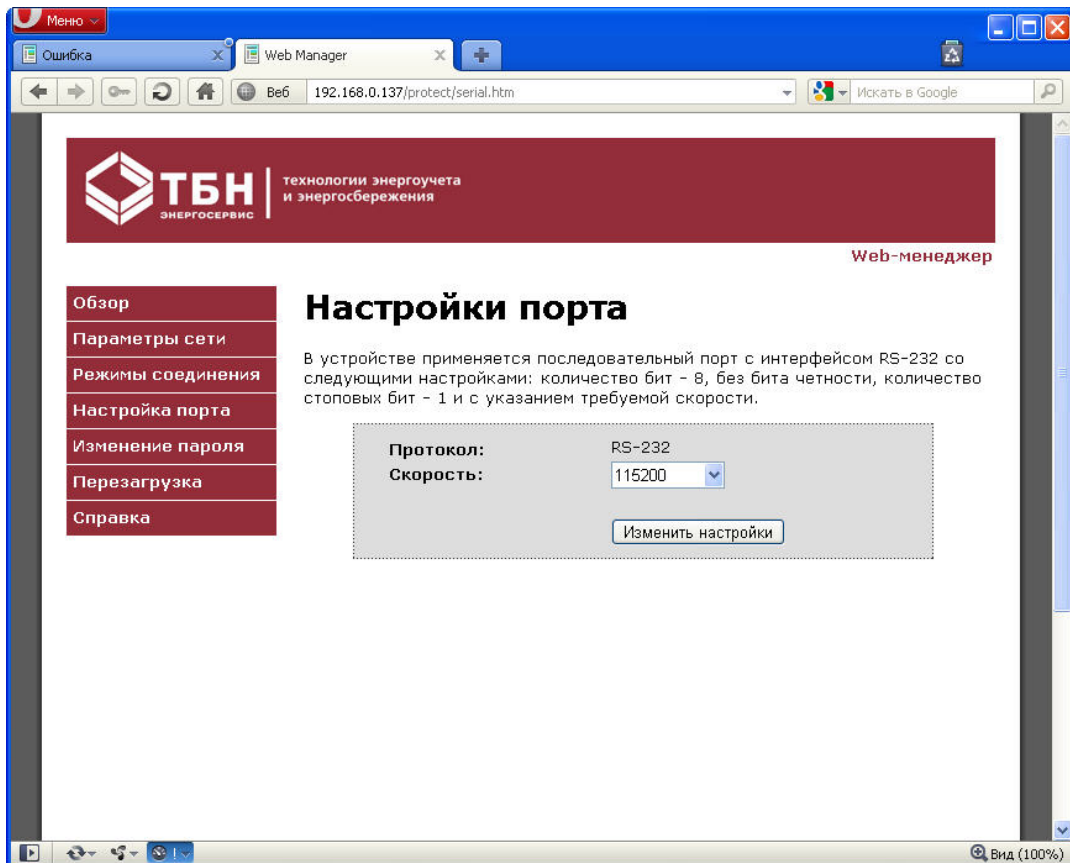 Меню
Ошибка
Web Manager
Веб
192.168.0.137/protect/serial.htm
Искать в Google
ТБН
ЭНЕРГОСЕРВИС
технологии энергоучета
и энергосбережения
Web-менеджер
Обзор
Параметры сети
Режимы соединения
Настройка порта
Изменение пароля
Перезагрузка
Справка
Настройки порта
В устройстве применяется последовательный порт с интерфейсом RS-232 со
следующими настройками: количество бит - 8, без бита четности, количество
стоповых бит - 1 и с указанием требуемой скорости.
Протокол: RS-232
Скорость: 115200
Изменить настройки
Вид (100%)